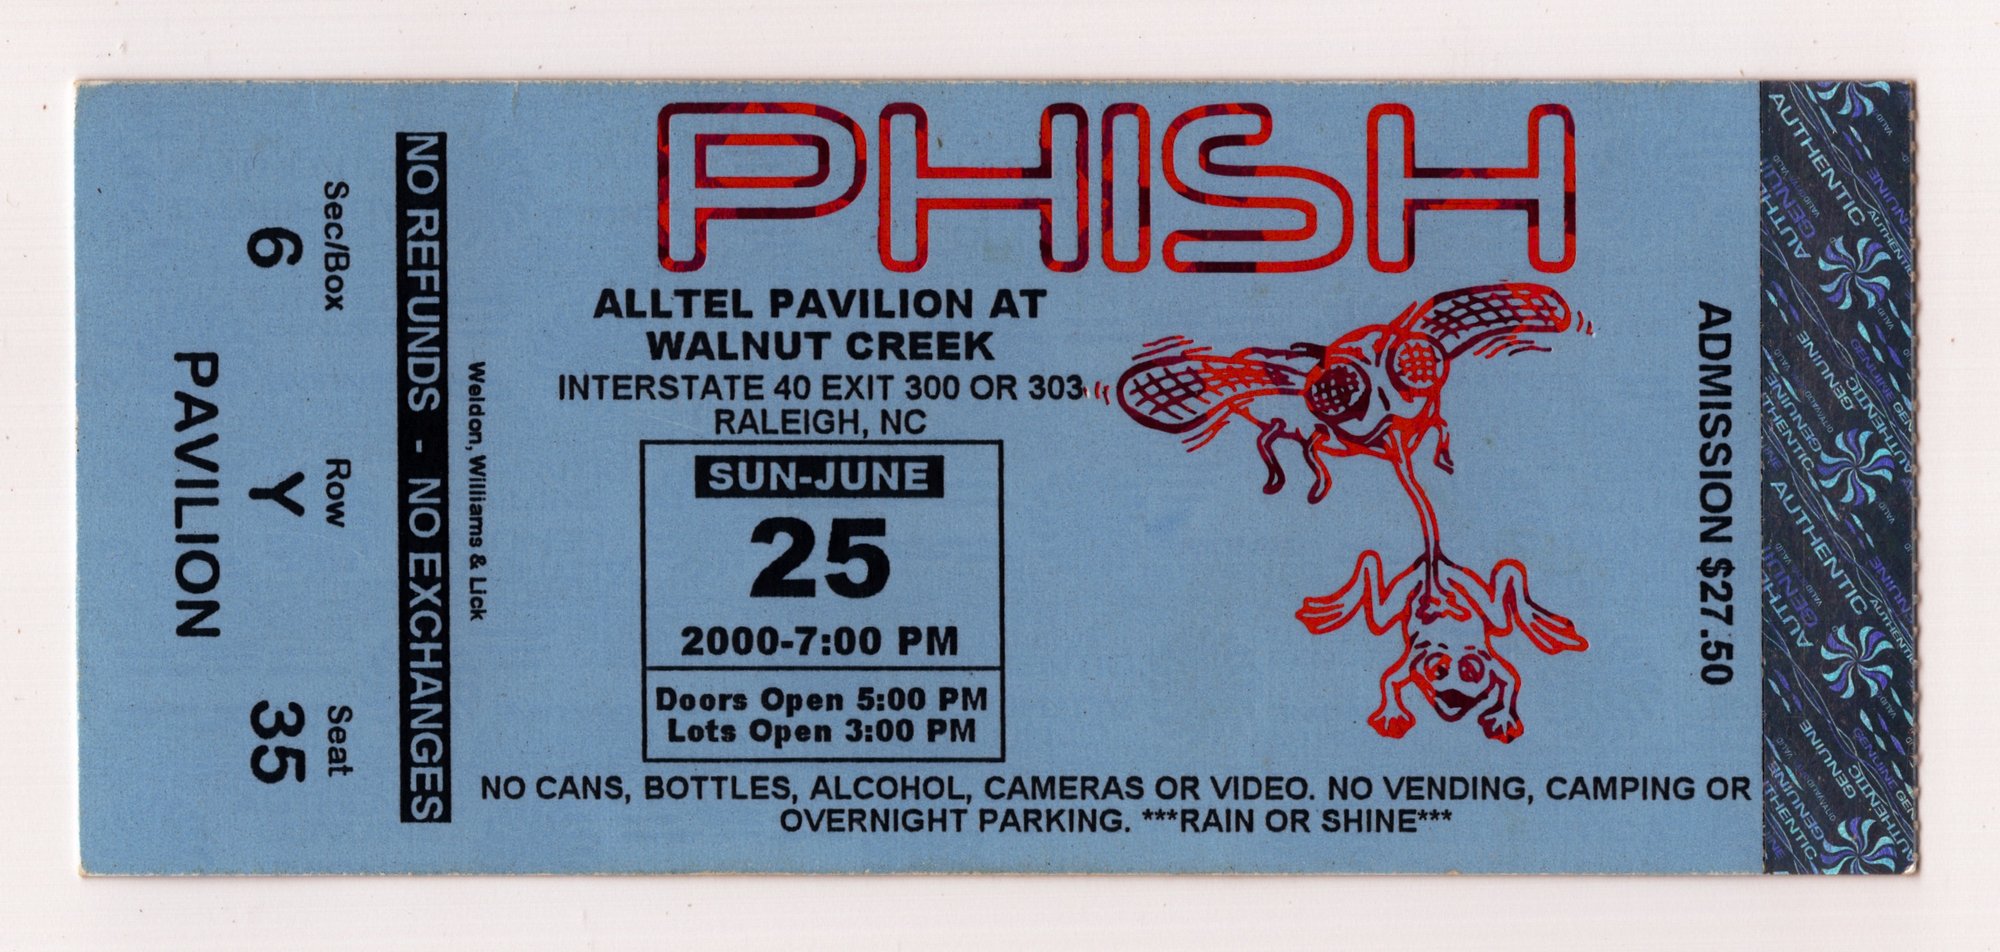 PHISH
ALLTEL PAVILION AT
WALNUT CREEK
INTERSTATE 40 EXIT 300 OR 303
RALEIGH, NC
SUN-JUNE
25
2000-7:00 PM
Doors Open 5:00 PM
Lots Open 3:00 PM
NO CANS, BOTTLES, ALCOHOL, CAMERAS OR VIDEO. NO VENDING, CAMPING OR
OVERNIGHT PARKING. ***RAIN OR SHINE***
ADMISSION $27.50
Weldon, Williams & Lick
NO REFUNDS - NO EXCHANGES
Sec/Box Row Seat
6 Y 35
PAVILION
AUTHENTIC
GENUINE
VALID